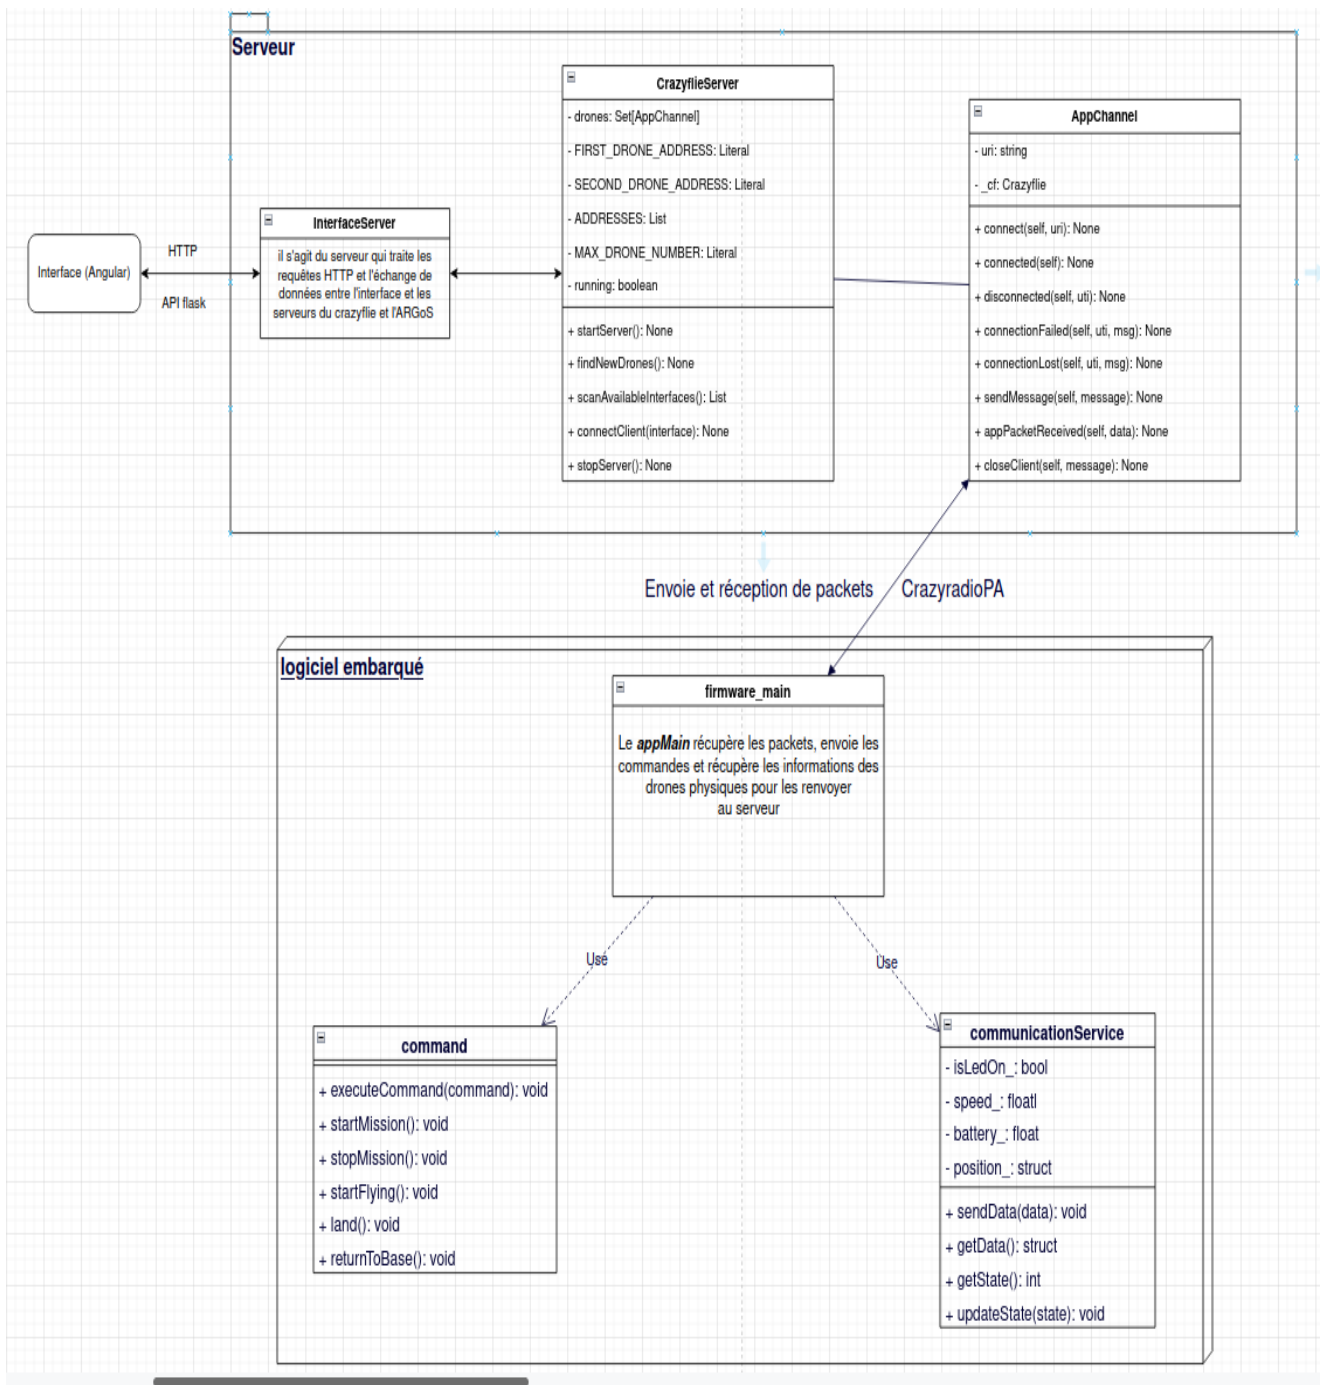 Serveur
CrazyflieServer
- drones: Set[AppChannel]
- FIRST_DRONE_ADDRESS: Literal
- SECOND_DRONE_ADDRESS: Literal
- ADDRESSES: List
- MAX_DRONE_NUMBER: Literal
- running: boolean
+ startServer(): None
+ findNewDrones(): None
+ scanAvailableInterfaces(): List
+ connectClient(interface): None
+ stopServer(): None
AppChannel
- uri: string
- _cf: Crazyflie
+ connect(self, uri): None
+ connected(self): None
+ disconnected(self, uti): None
+ connectionFailed(self, uti, msg): None
+ connectionLost(self, uti, msg): None
+ sendMessage(self, message): None
+ appPacketReceived(self, data): None
+ closeClient(self, message): None
InterfaceServer
il s'agit du serveur qui traite les
requêtes HTTP et l'échange de
données entre l'interface et les
serveurs du crazyflie et l'ARGoS
Interface (Angular)
HTTP
API flask
Envoie et réception de packets
CrazyradioPA
logiciel embarqué
firmware_main
Le appMain récupère les packets, envoie les
commandes et récupère les informations des
drones physiques pour les renvoyer
au serveur
Use
Use
command
+ executeCommand(command): void
+ startMission(): void
+ stopMission(): void
+ startFlying(): void
+ land(): void
+ returnToBase(): void
communicationService
- isLedOn_: bool
- speed_: floatl
- battery_: float
- position_: struct
+ sendData(data): void
+ getData(): struct
+ getState(): int
+ updateState(state): void